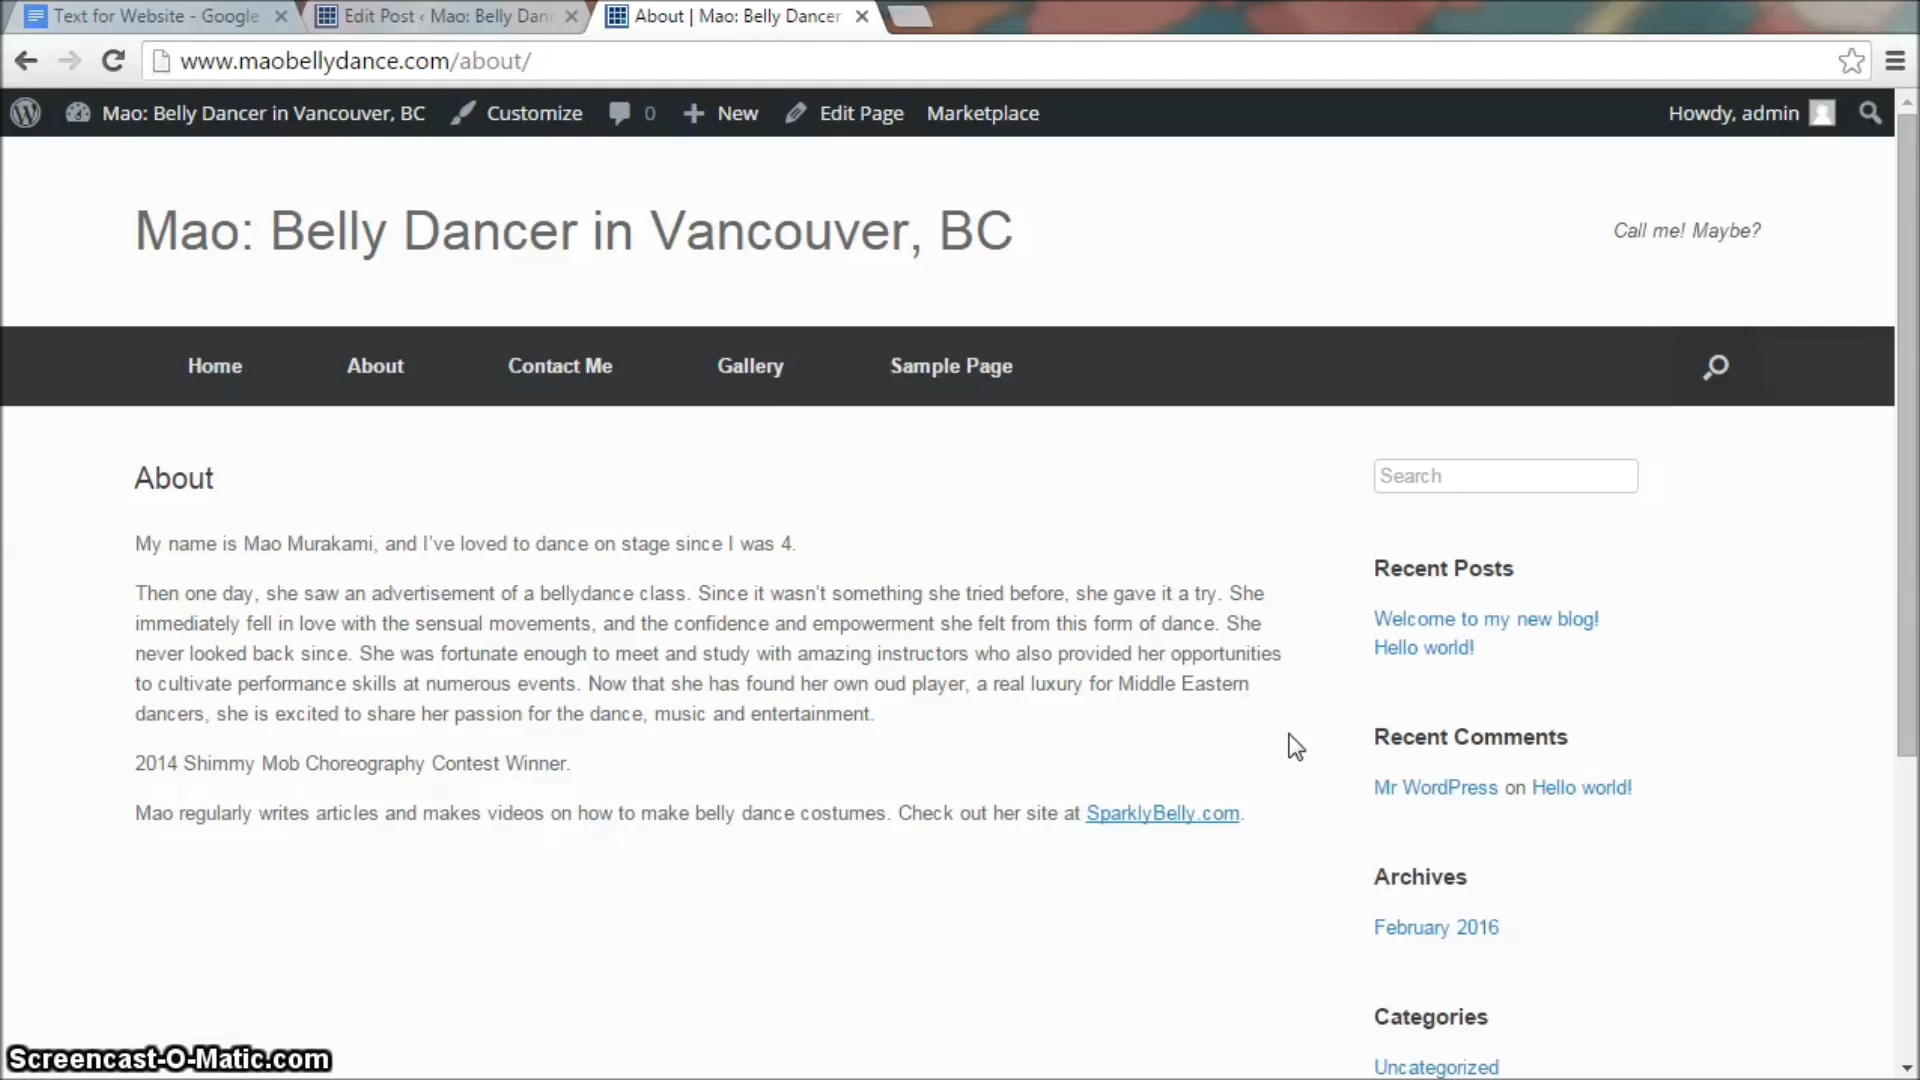 Text for Website - Google
Edit Post ‹ Mao: Belly Dan
About | Mao: Belly Dancer
www.maobellydance.com/about/
Mao: Belly Dancer in Vancouver, BC
Customize
0
New
Edit Page
Marketplace
Howdy, admin
Mao: Belly Dancer in Vancouver, BC
Call me! Maybe?
Home
About
Contact Me
Gallery
Sample Page
About
My name is Mao Murakami, and I've loved to dance on stage since I was 4.
Then one day, she saw an advertisement of a bellydance class. Since it wasn't something she tried before, she gave it a try. She
immediately fell in love with the sensual movements, and the confidence and empowerment she felt from this form of dance. She
never looked back since. She was fortunate enough to meet and study with amazing instructors who also provided her opportunities
to cultivate performance skills at numerous events. Now that she has found her own oud player, a real luxury for Middle Eastern
dancers, she is excited to share her passion for the dance, music and entertainment.
2014 Shimmy Mob Choreography Contest Winner.
Mao regularly writes articles and makes videos on how to make belly dance costumes. Check out her site at SparklyBelly.com.
Search
Recent Posts
Welcome to my new blog!
Hello world!
Recent Comments
Mr WordPress on Hello world!
Archives
February 2016
Categories
Uncategorized
Screencast-O-Matic.com